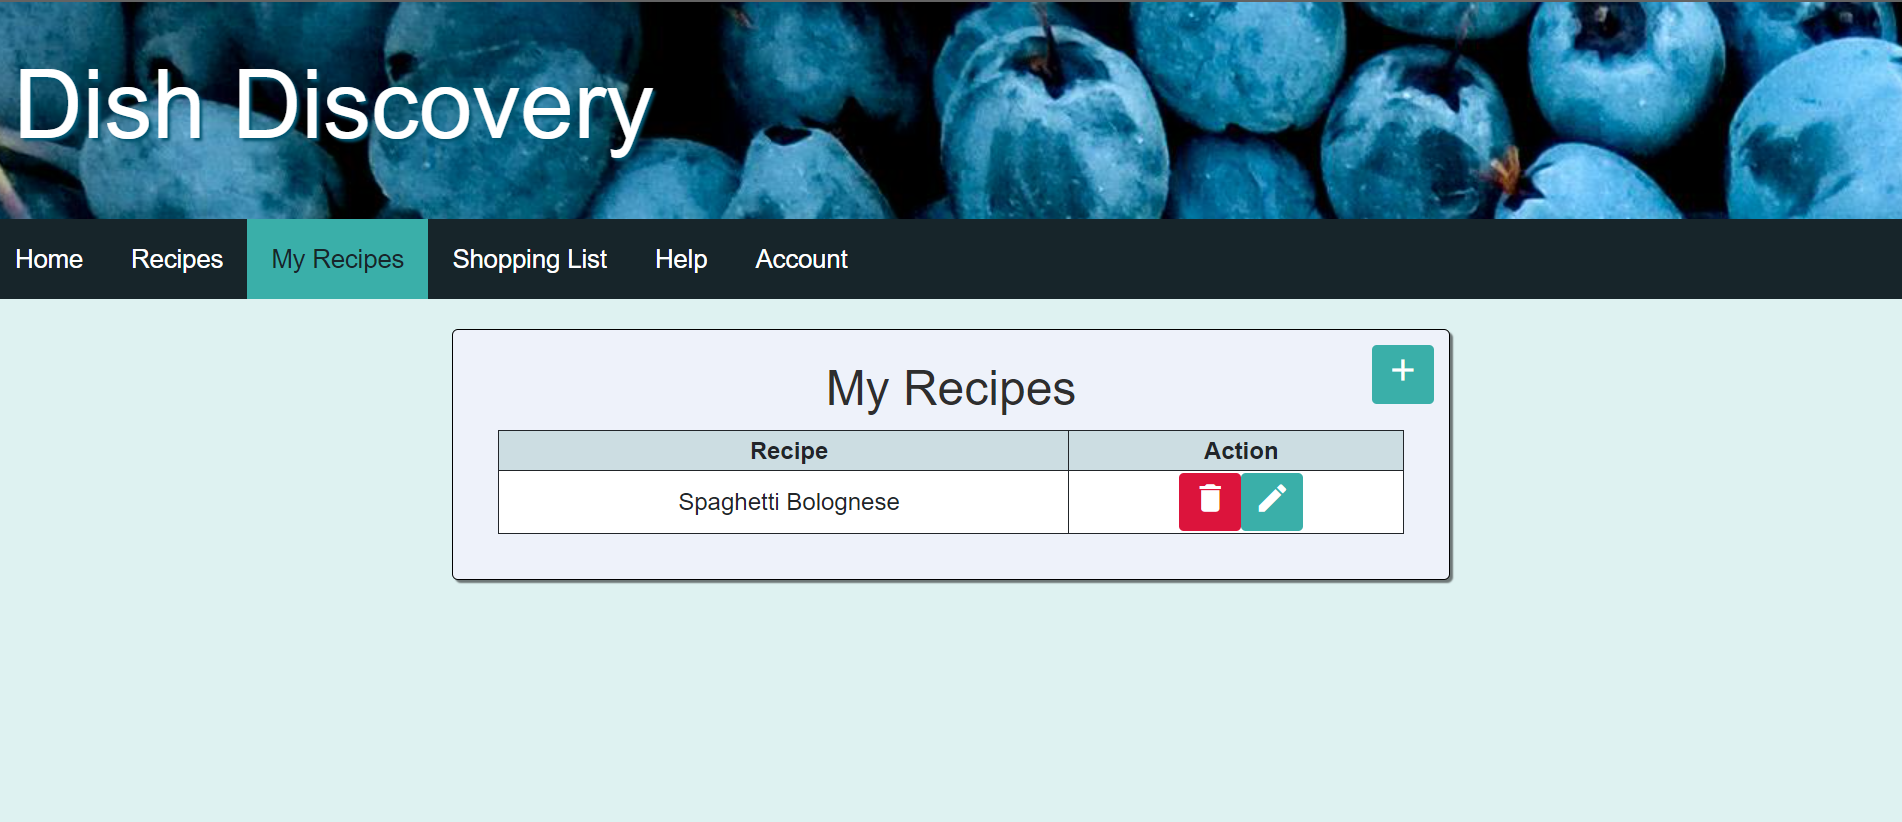 Dish Discovery
Home Recipes My Recipes Shopping List Help Account
My Recipes
Recipe Action
Spaghetti Bolognese